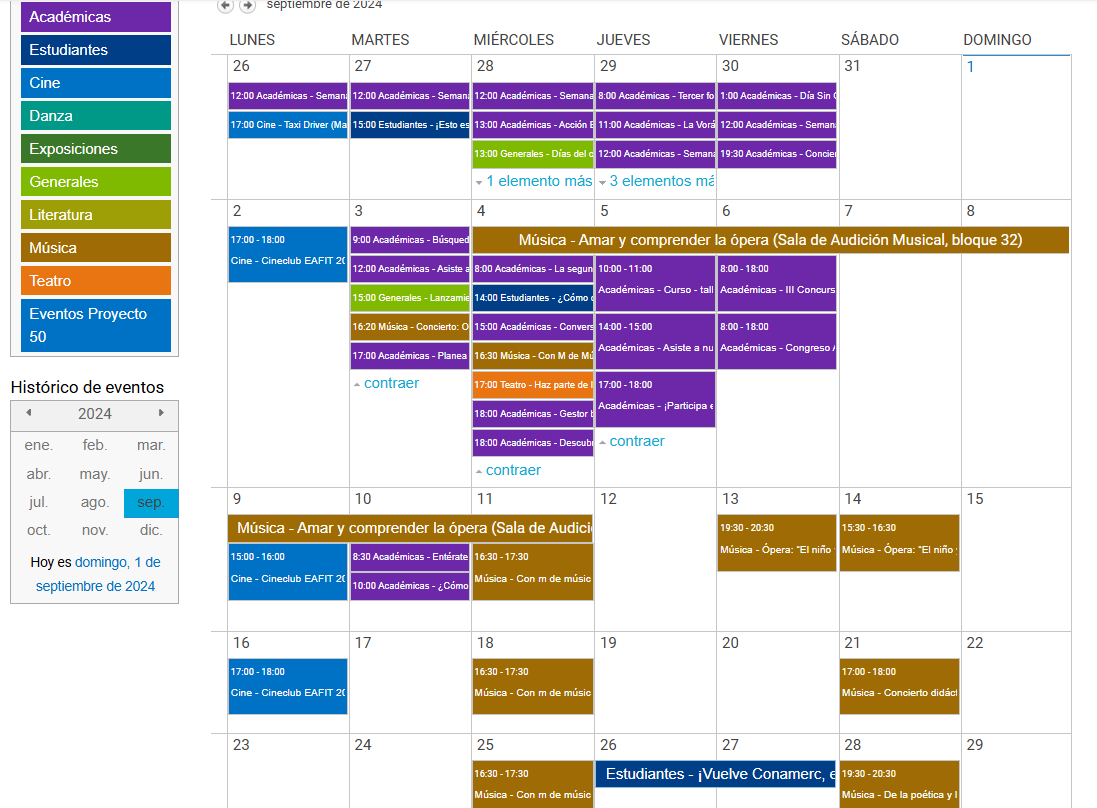 Académicas
Estudiantes
Cine
Danza
Exposiciones
Generales
Literatura
Música
Teatro
Eventos Proyecto
50
Histórico de eventos
2024
ene. feb. mar.
abr. may. jun.
jul. ago. sep.
oct. nov. dic.
Hoy es domingo, 1 de
septiembre de 2024
septiembre de 2024
LUNES MARTES MIÉRCOLES JUEVES VIERNES SÁBADO DOMINGO
26 27 28 29 30 31 1
12:00 Académicas - Semana
17:00 Cine - Taxi Driver (Ma
12:00 Académicas - Semana
15:00 Estudiantes - ¡Esto es
12:00 Académicas - Semana
13:00 Académicas - Acción
13:00 Generales - Días del c
1 elemento más
8:00 Académicas - Tercer fo
11:00 Académicas - La Vorá
12:00 Académicas - Semana
3 elementos má
1:00 Académicas - Día Sin
12:00 Académicas - Seman
19:30 Académicas - Concie
2 3 4 5 6 7 8
Música - Amar y comprender la ópera (Sala de Audición Musical, bloque 32)
17:00 - 18:00
Cine - Cineclub EAFIT 20
9:00 Académicas - Búsqued
12:00 Académicas - Asiste a
15:00 Generales - Lanzamie
16:20 Música - Concierto: O
17:00 Académicas - Planea
contraer
8:00 Académicas - La segun
14:00 Estudiantes - ¿Cómo
15:00 Académicas - Convers
16:30 Música - Con M de Mú
17:00 Teatro - Haz parte de
18:00 Académicas - Gestor
18:00 Académicas - Descub
contraer
10:00 - 11:00
Académicas - Curso - tall
14:00 - 15:00
Académicas - Asiste a nu
17:00 - 18:00
Académicas - ¡Participa e
contraer
8:00 - 18:00
Académicas - III Concurs
8:00 - 18:00
Académicas - Congreso
9 10 11 12 13 14 15
Música - Amar y comprender la ópera (Sala de Audici
15:00 - 16:00
Cine - Cineclub EAFIT 20
8:30 Académicas - Entérate
10:00 Académicas - ¿Cómo
16:30 - 17:30
Música - Con m de músic
19:30 - 20:30
Música - Ópera: "El niño
15:30 - 16:30
Música - Ópera: "El niño y
16 17 18 19 20 21 22
17:00 - 18:00
Cine - Cineclub EAFIT 20
16:30 - 17:30
Música - Con m de músic
17:00 - 18:00
Música - Concierto didác
23 24 25 26 27 28 29
16:30 - 17:30
Música - Con m de músic
Estudiantes - ¡Vuelve Conamerc, e
19:30 - 20:30
Música - De la poética y l